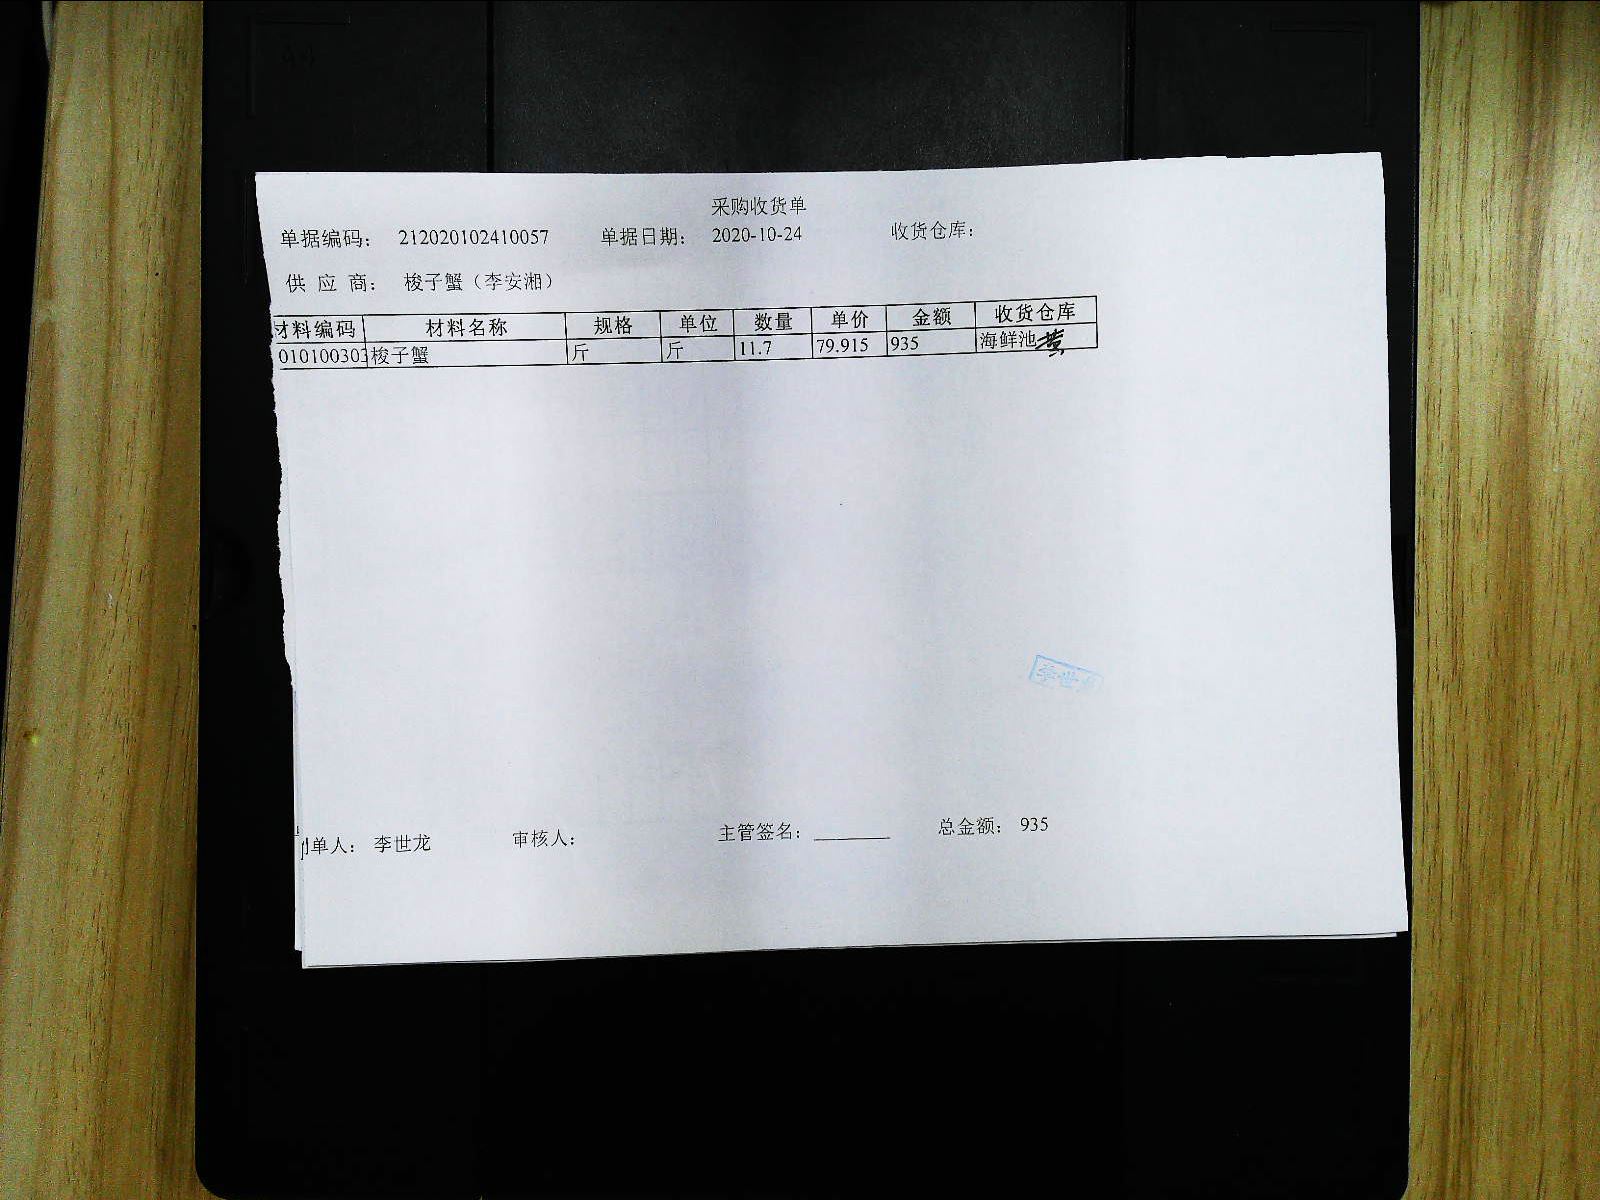 采购收货单
单据编码： 212020102410057 单据日期： 2020-10-24 收货仓库：
供 应 商： 梭子蟹（李安湘）
材料编码 材料名称 规格 单位 数量 单价 金额 收货仓库
010100303 梭子蟹 斤 斤 11.7 79.915 935 海鲜池
李世
单人： 李世龙 审核人： 主管签名：________ 总金额： 935